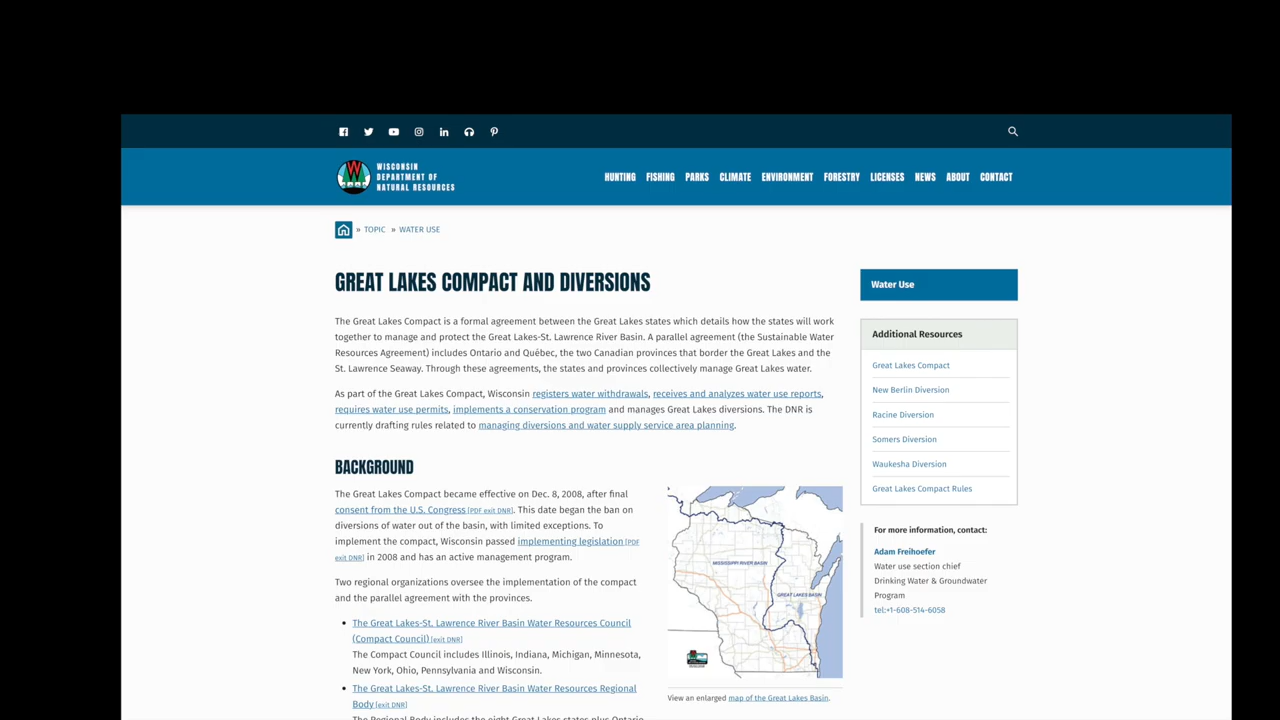 WISCONSIN
DEPARTMENT OF
NATURAL RESOURCES
HUNTING FISHING PARKS CLIMATE ENVIRONMENT FORESTRY LICENSES NEWS ABOUT CONTACT
» TOPIC » WATER USE
GREAT LAKES COMPACT AND DIVERSIONS
The Great Lakes Compact is a formal agreement between the Great Lakes states which details how the states will work
together to manage and protect the Great Lakes-St. Lawrence River Basin. A parallel agreement (the Sustainable Water
Resources Agreement) includes Ontario and Québec, the two Canadian provinces that border the Great Lakes and the
St. Lawrence Seaway. Through these agreements, the states and provinces collectively manage Great Lakes water.
As part of the Great Lakes Compact, Wisconsin registers water withdrawals, receives and analyzes water use reports,
requires water use permits, implements a conservation program and manages Great Lakes diversions. The DNR is
currently drafting rules related to managing diversions and water supply service area planning.
BACKGROUND
The Great Lakes Compact became effective on Dec. 8, 2008, after final
consent from the U.S. Congress [PDF exit DNR]. This date began the ban on
diversions of water out of the basin, with limited exceptions. To
implement the compact, Wisconsin passed implementing legislation [PDF
exit DNR] in 2008 and has an active management program.
Two regional organizations oversee the implementation of the compact
and the parallel agreement with the provinces.
• The Great Lakes-St. Lawrence River Basin Water Resources Council
(Compact Council) [exit DNR]
The Compact Council includes Illinois, Indiana, Michigan, Minnesota,
New York, Ohio, Pennsylvania and Wisconsin.
• The Great Lakes-St. Lawrence River Basin Water Resources Regional
Body [exit DNR]
The Regional Body includes the eight Great Lakes states plus Ontario
MISSISSIPPI RIVER BASIN
GREAT LAKES BASIN
View an enlarged map of the Great Lakes Basin.
Water Use
Additional Resources
Great Lakes Compact
New Berlin Diversion
Racine Diversion
Somers Diversion
Waukesha Diversion
Great Lakes Compact Rules
For more information, contact:
Adam Freihoefer
Water use section chief
Drinking Water & Groundwater
Program
tel:+1-608-514-6058